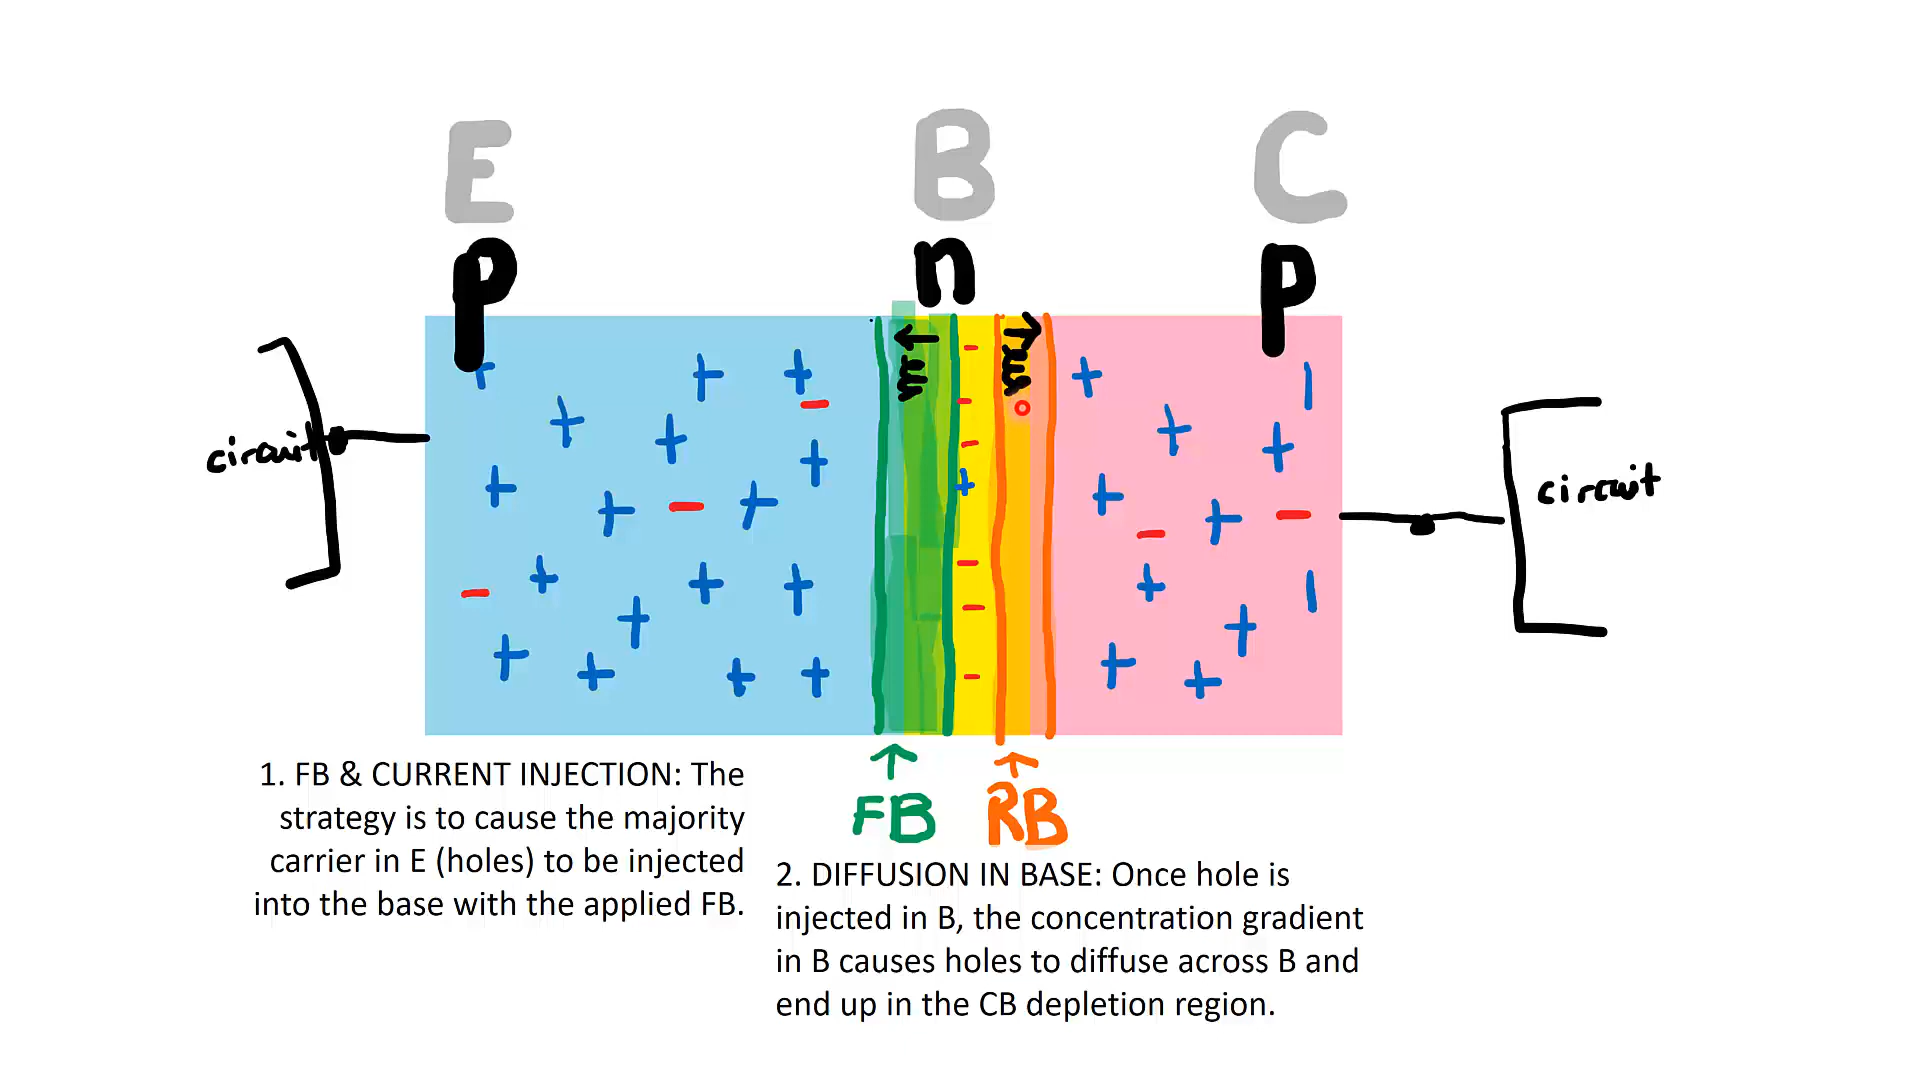 E B C
p n p
circuit
circuit
1. FB & CURRENT INJECTION: The
strategy is to cause the majority
carrier in E (holes) to be injected
into the base with the applied FB.
FB RB
2. DIFFUSION IN BASE: Once hole is
injected in B, the concentration gradient
in B causes holes to diffuse across B and
end up in the CB depletion region.